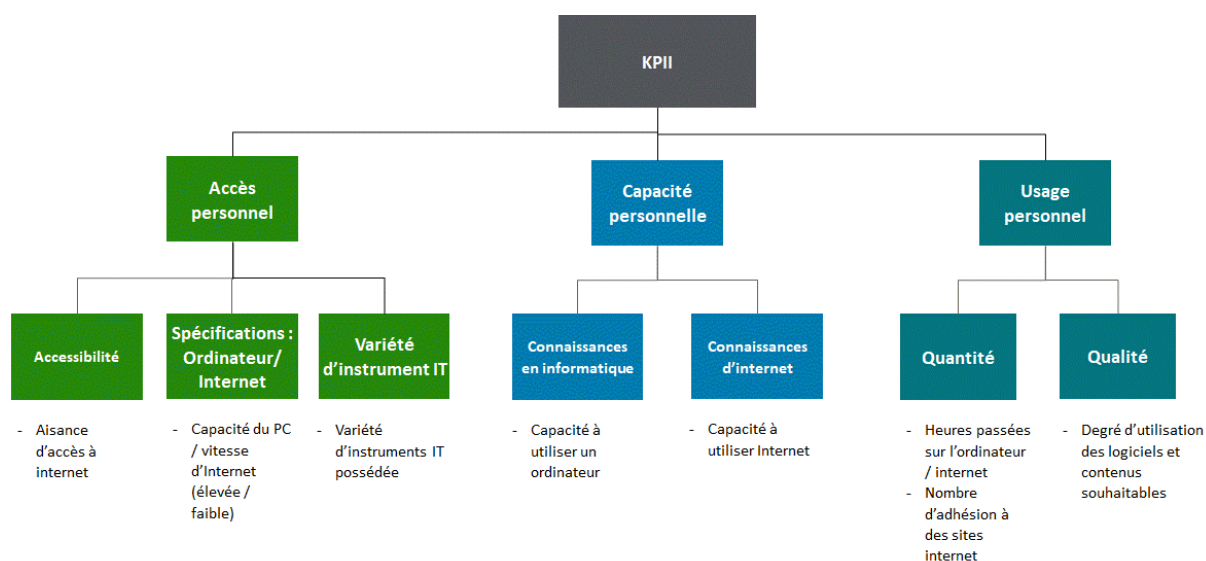 KPII
Accès
personnel
Capacité
personnelle
Usage
personnel
Accessibilité
Spécifications :
Ordinateur/
Internet
Variété
d'instrument IT
Connaissances
en informatique
Connaissances
d'internet
Quantité
Qualité
- Aisance
d'accès à
internet
- Capacité du PC
/ vitesse
d'Internet
(élevée /
faible)
- Variété
d'instruments IT
possédée
- Capacité à
utiliser un
ordinateur
- Capacité à
utiliser Internet
- Heures passées
sur l'ordinateur
/ internet
- Nombre
d'adhésion à
des sites
internet
- Degré d'utilisation
des logiciels et
contenus
souhaitables